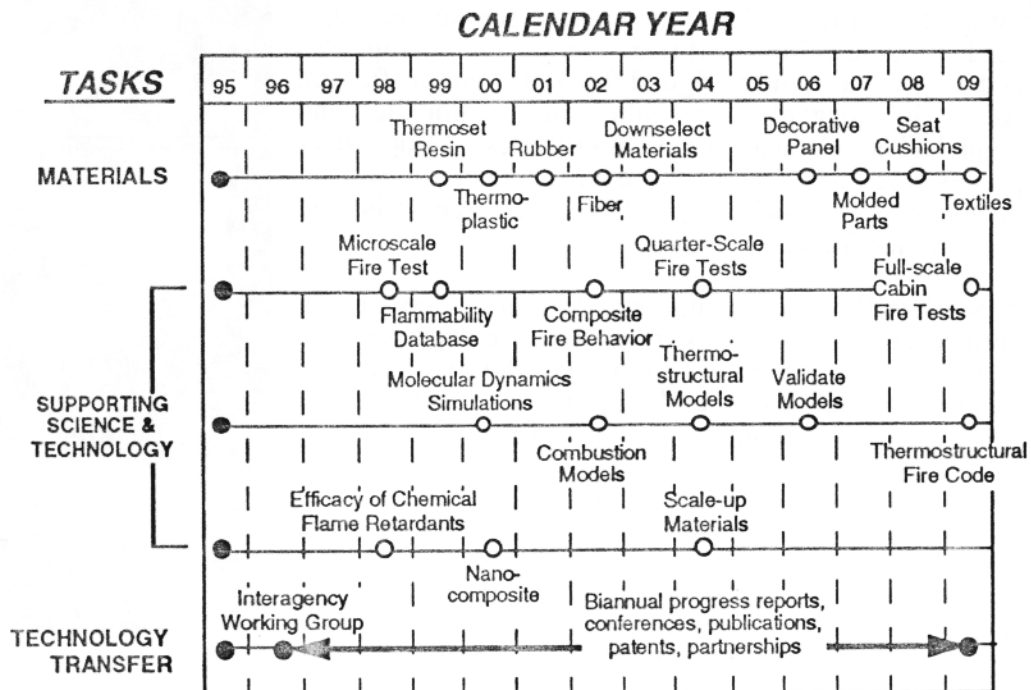 CALENDAR YEAR
TASKS
95 96 97 98 99 00 01 02 03 04 05 06 07 08 09
MATERIALS
Thermoset
Resin
Thermo-
plastic
Rubber
Fiber
Downselect
Materials
Decorative
Panel
Molded
Parts
Seat
Cushions
Textiles
SUPPORTING
SCIENCE &
TECHNOLOGY
Microscale
Fire Test
Flammability
Database
Composite
Fire Behavior
Quarter-Scale
Fire Tests
Full-scale
Cabin
Fire Tests
Molecular Dynamics
Simulations
Combustion
Models
Thermo-
structural
Models
Validate
Models
Thermostructural
Fire Code
Efficacy of Chemical
Flame Retardants
Nano-
composite
Scale-up
Materials
TECHNOLOGY
TRANSFER
Interagency
Working Group
Biannual progress reports,
conferences, publications,
patents, partnerships